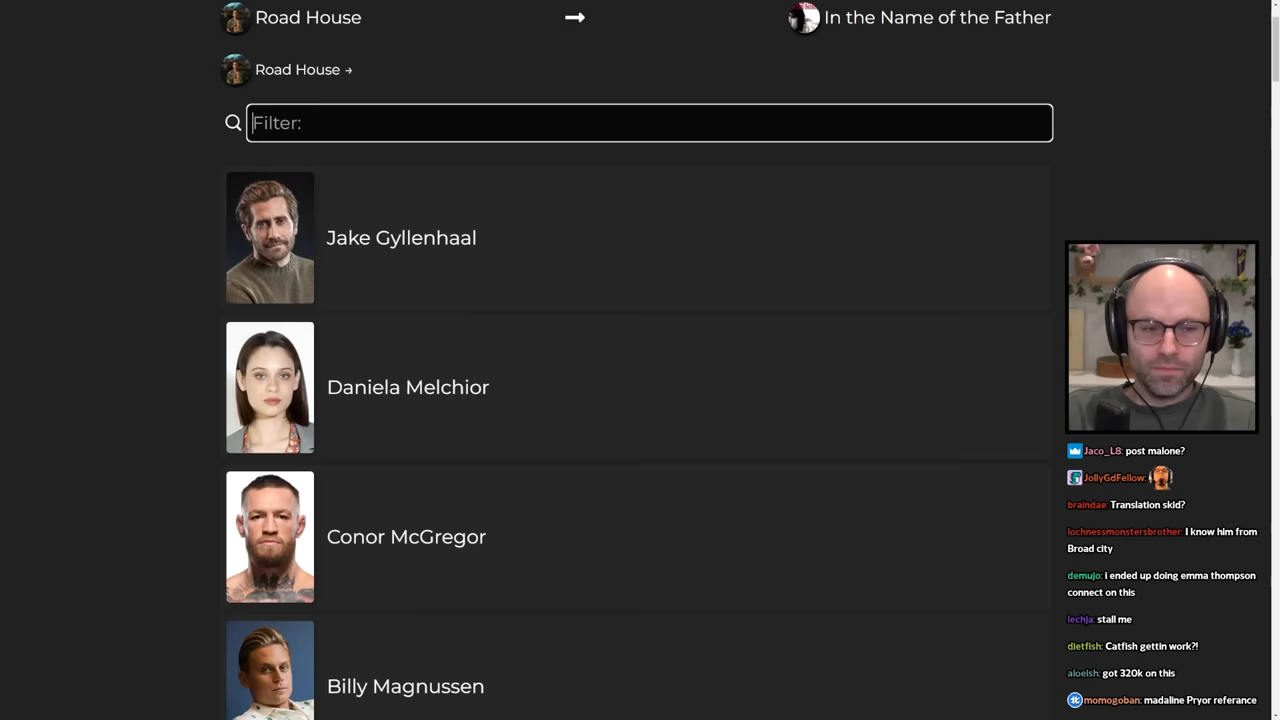 Road House
In the Name of the Father
Road House →
Filter:
Jake Gyllenhaal
Daniela Melchior
Conor McGregor
Billy Magnussen
Jaco_L8: post malone?
JollyGdFellow:
braindae: Translation skid?
lochnessmonstersbrother: I know him from
Broad city
demujo: i ended up doing emma thompson
connect on this
lechja: stall me
dietfish: Catfish gettin work?!
aloeish: got 320k on this
momogoban: madaline Pryor referance